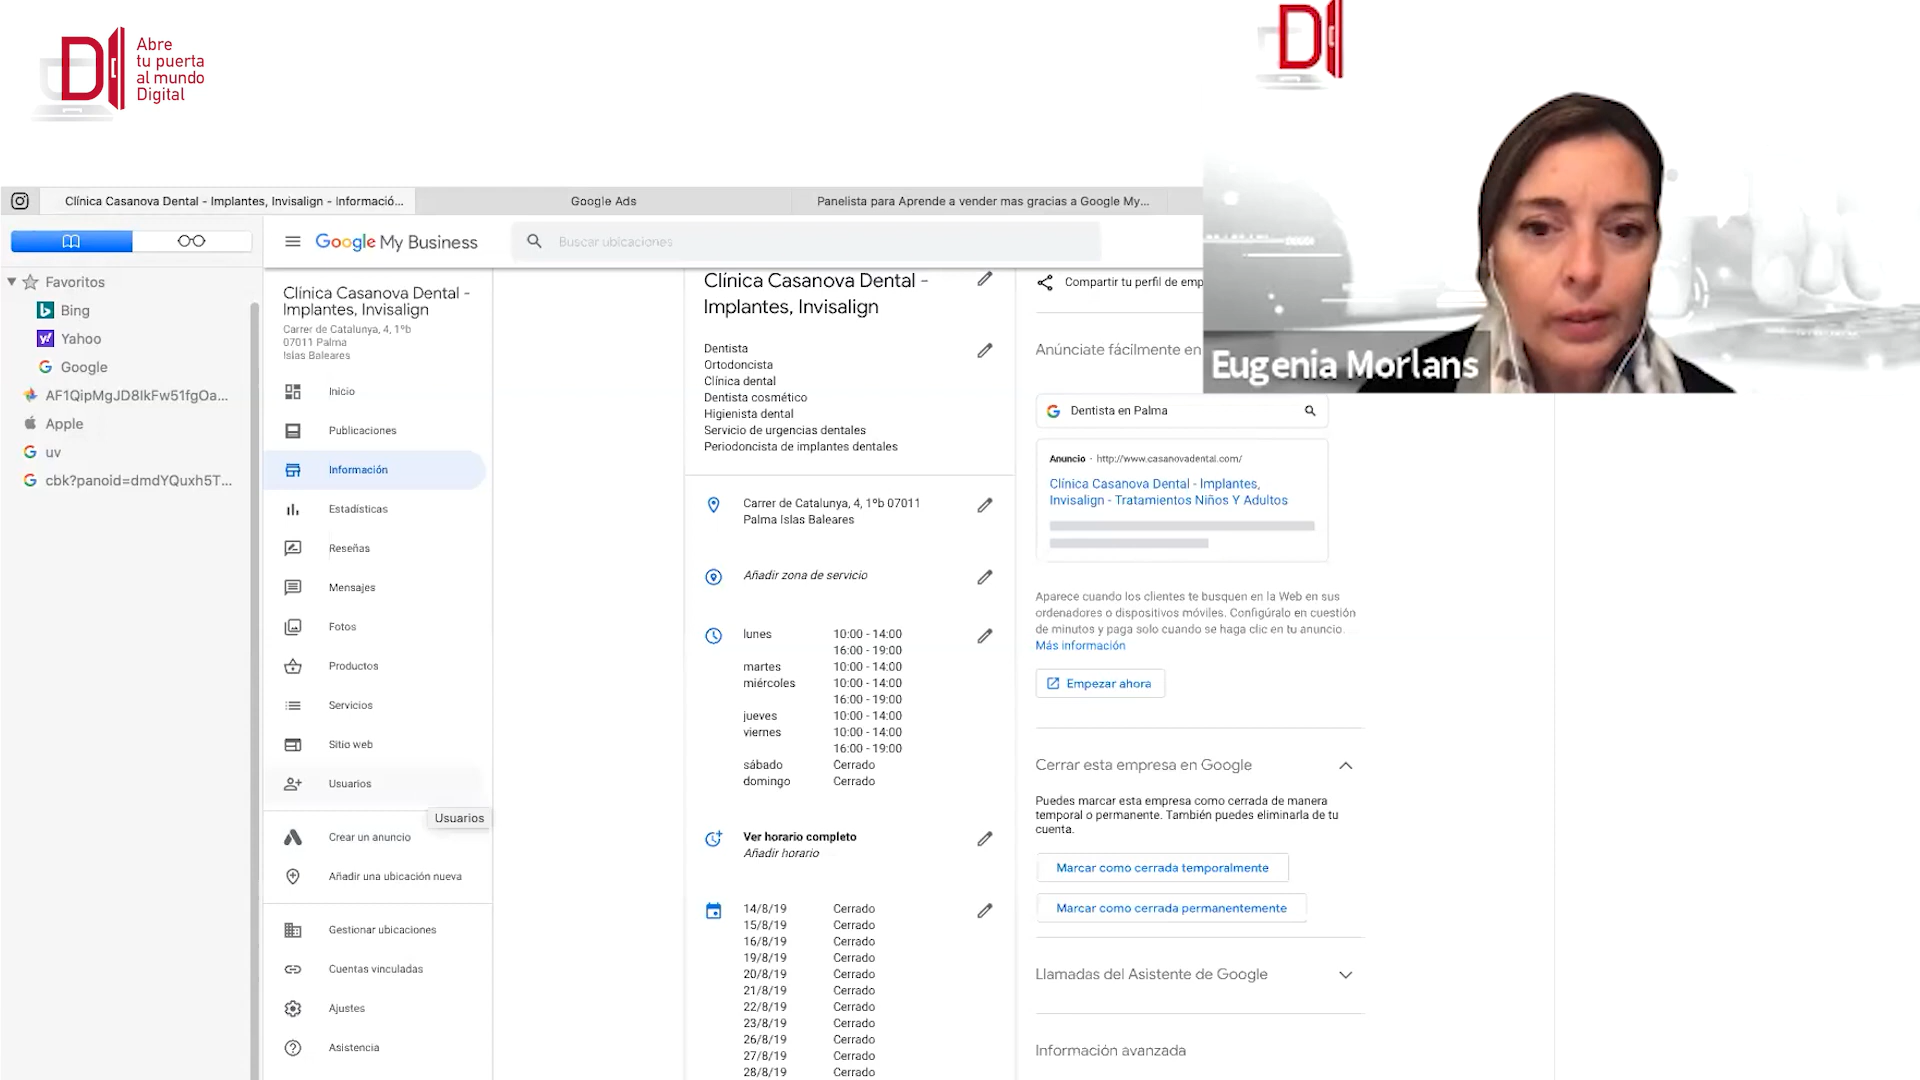 Abre
tu puerta
al mundo
Digital
DI
DI
Clínica Casanova Dental - Implantes, Invisalign - Informació...
Google Ads
Panelista para Aprende a vender mas gracias a Google My...
Google My Business
Buscar ubicaciones
Favoritos
Bing
Yahoo
Google
AF1QipMgJD8IkFw51fgOa...
Apple
uv
cbk?panoid=dmdYQuxh5T...
Clínica Casanova Dental -
Implantes, Invisalign
Carrer de Catalunya, 4, 1ºb
07011 Palma
Islas Baleares
Inicio
Publicaciones
Información
Estadísticas
Reseñas
Mensajes
Fotos
Productos
Servicios
Sitio web
Usuarios
Usuarios
Crear un anuncio
Añadir una ubicación nueva
Gestionar ubicaciones
Cuentas vinculadas
Ajustes
Asistencia
Clínica Casanova Dental -
Implantes, Invisalign
Dentista
Ortodoncista
Clínica dental
Dentista cosmético
Higienista dental
Servicio de urgencias dentales
Periodoncista de implantes dentales
Carrer de Catalunya, 4, 1ºb 07011
Palma Islas Baleares
Añadir zona de servicio
lunes 10:00 - 14:00
16:00 - 19:00
martes 10:00 - 14:00
miércoles 10:00 - 14:00
16:00 - 19:00
jueves 10:00 - 14:00
viernes 10:00 - 14:00
16:00 - 19:00
sábado Cerrado
domingo Cerrado
Ver horario completo
Añadir horario
14/8/19 Cerrado
15/8/19 Cerrado
16/8/19 Cerrado
19/8/19 Cerrado
20/8/19 Cerrado
21/8/19 Cerrado
22/8/19 Cerrado
23/8/19 Cerrado
26/8/19 Cerrado
27/8/19 Cerrado
28/8/19 Cerrado
Compartir tu perfil de emp
Anúnciate fácilmente en
Dentista en Palma
Anuncio · http://www.casanovadental.com/
Clínica Casanova Dental - Implantes,
Invisalign - Tratamientos Niños Y Adultos
Aparece cuando los clientes te busquen en la Web en sus
ordenadores o dispositivos móviles. Configúralo en cuestión
de minutos y paga solo cuando se haga clic en tu anuncio.
Más información
Empezar ahora
Cerrar esta empresa en Google
Puedes marcar esta empresa como cerrada de manera
temporal o permanente. También puedes eliminarla de tu
cuenta.
Marcar como cerrada temporalmente
Marcar como cerrada permanentemente
Llamadas del Asistente de Google
Información avanzada
Eugenia Morlans